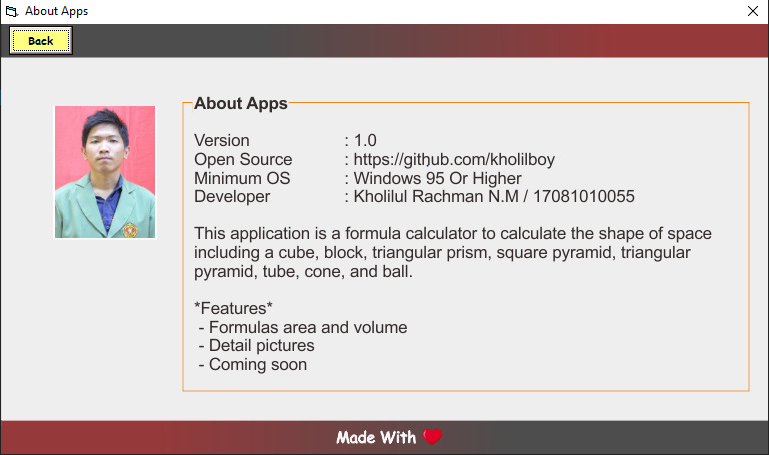 About Apps
Back
About Apps
Version : 1.0
Open Source : https://github.com/kholilboy
Minimum OS : Windows 95 Or Higher
Developer : Kholilul Rachman N.M / 17081010055
This application is a formula calculator to calculate the shape of space
including a cube, block, triangular prism, square pyramid, triangular
pyramid, tube, cone, and ball.
*Features*
- Formulas area and volume
- Detail pictures
- Coming soon
Made With ❤